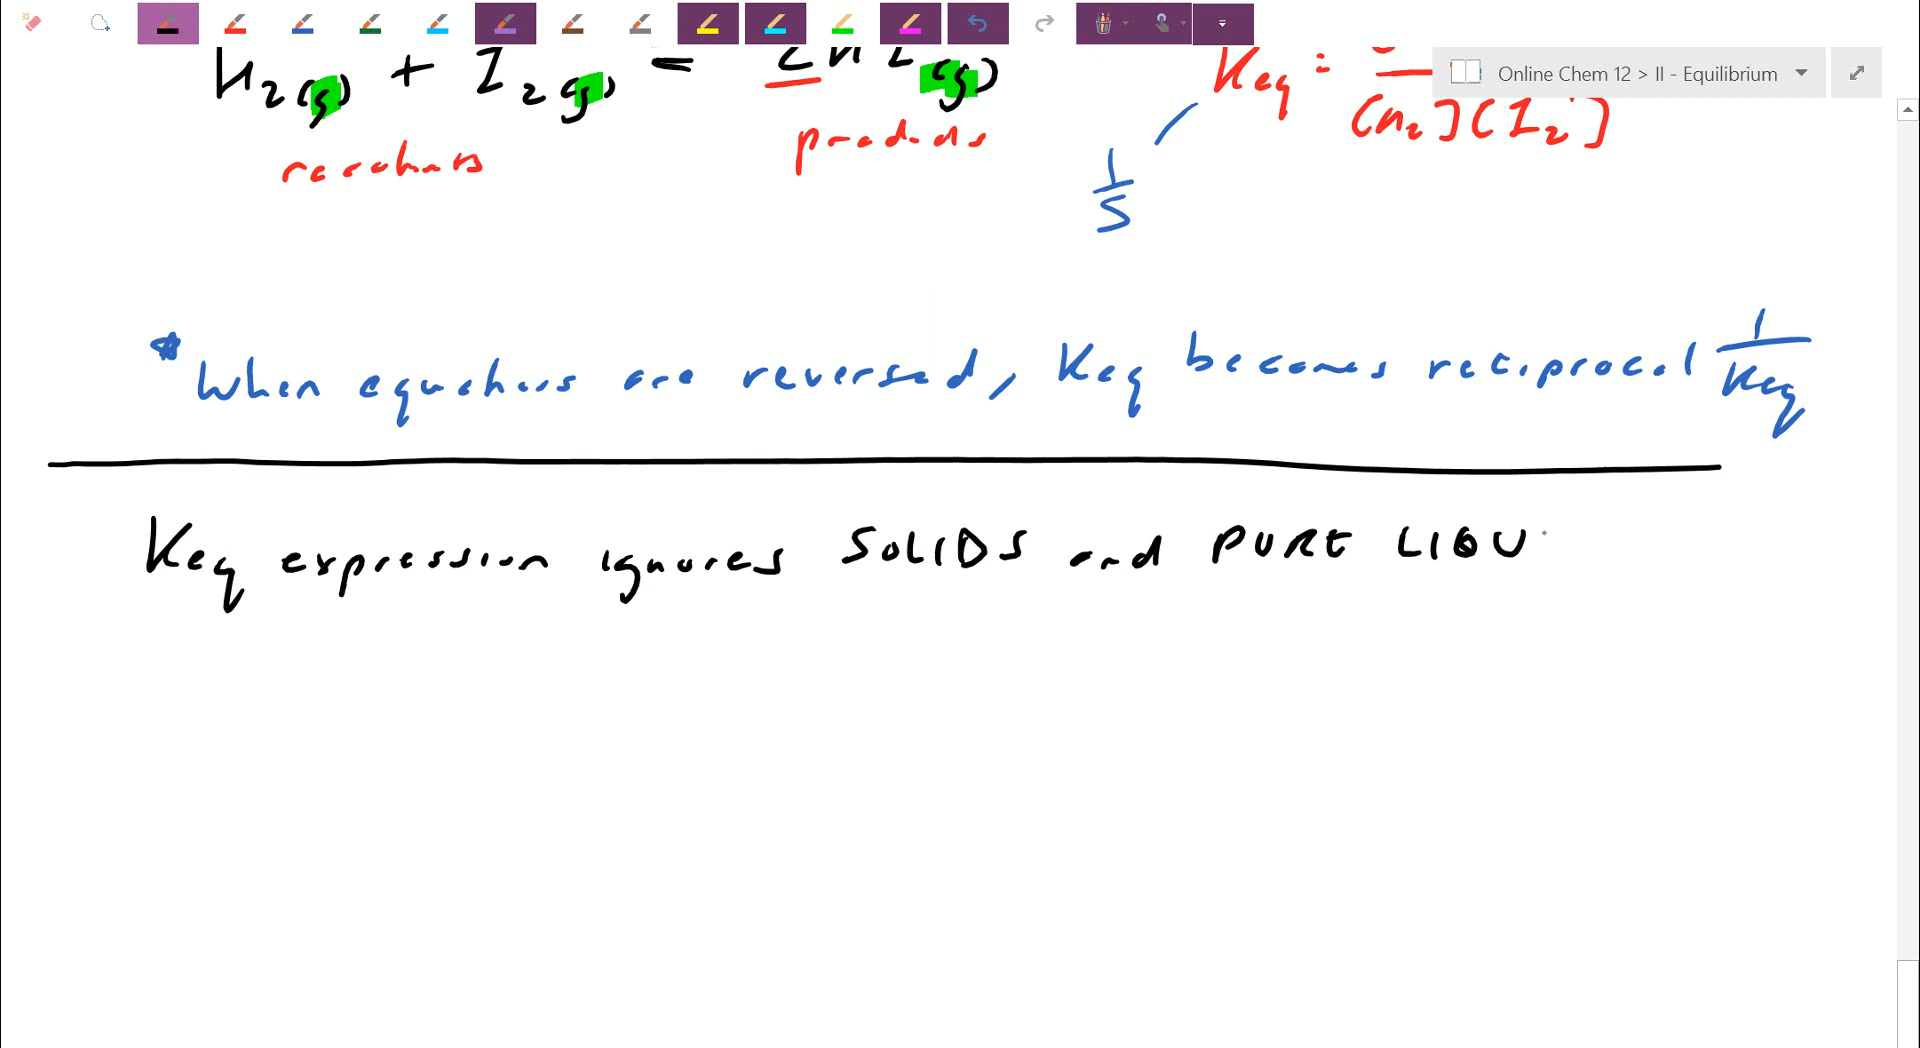 H2(g) + I2(g) = 2HI(g)
Keq =
Online Chem 12 > II - Equilibrium
[H2][I2]
reactants
products
1/5
* When equations are reversed, Keq becomes reciprocal 1/Keq
Keq expression ignores SOLIDS and PURE LIQU